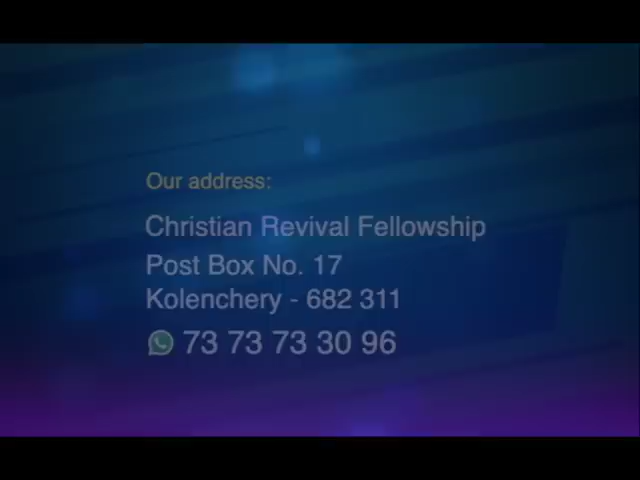 Our address:
Christian Revival Fellowship
Post Box No. 17
Kolenchery - 682 311
73 73 73 30 96